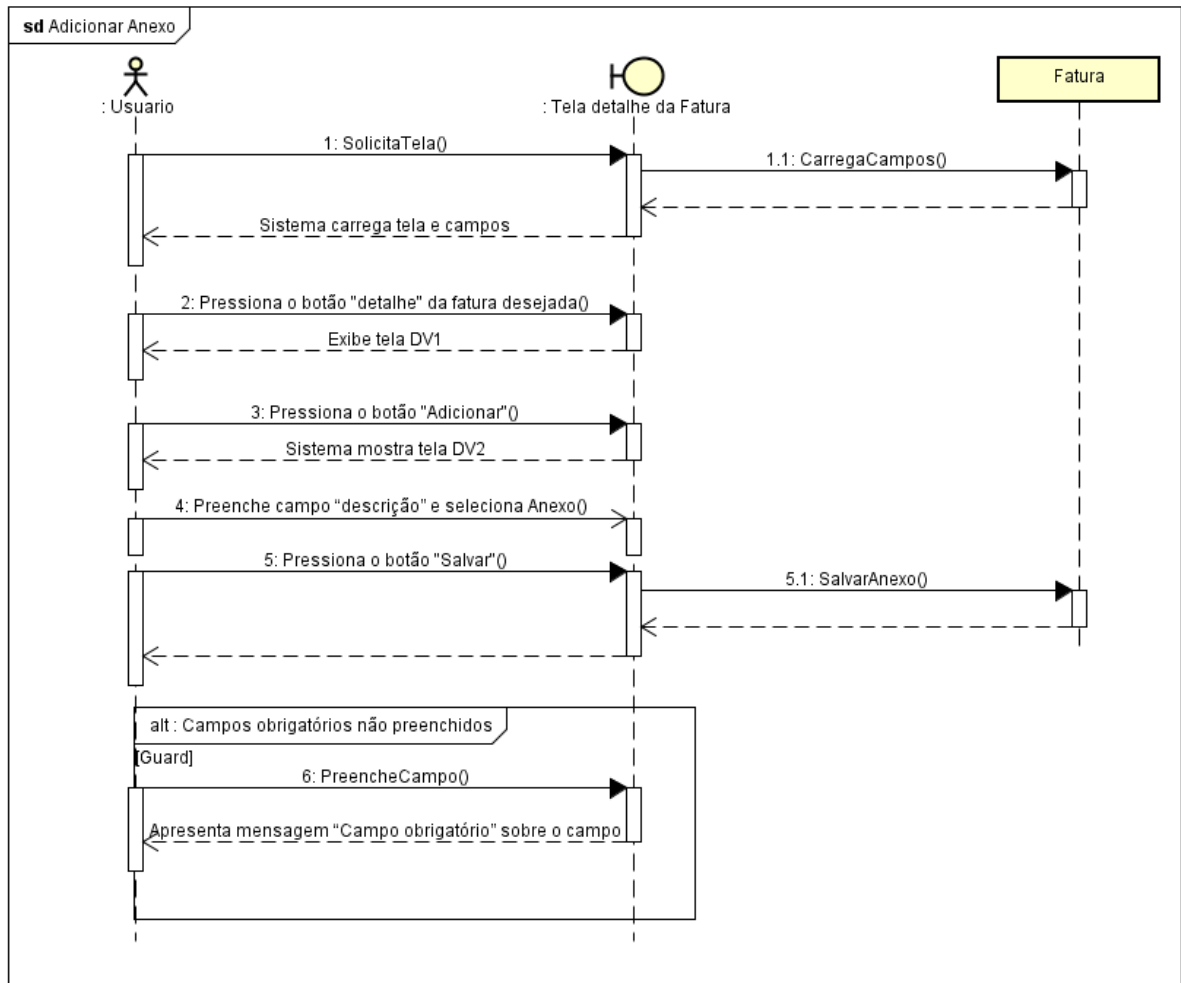 sd Adicionar Anexo
: Usuario
: Tela detalhe da Fatura
Fatura
1: SolicitaTela()
1.1: CarregaCampos()
Sistema carrega tela e campos
2: Pressiona o botão "detalhe" da fatura desejada()
Exibe tela DV1
3: Pressiona o botão "Adicionar"()
Sistema mostra tela DV2
4: Preenche campo “descrição” e seleciona Anexo()
5: Pressiona o botão "Salvar"()
5.1: SalvarAnexo()
alt : Campos obrigatórios não preenchidos
[Guard]
6: PreencheCampo()
Apresenta mensagem “Campo obrigatório” sobre o campo